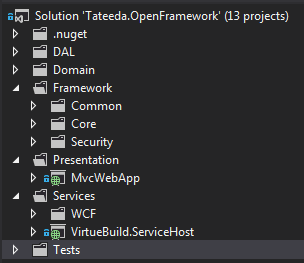 Solution 'Tateeda.OpenFramework' (13 projects)
.nuget
DAL
Domain
Framework
Common
Core
Security
Presentation
MvcWebApp
Services
WCF
VirtueBuild.ServiceHost
Tests